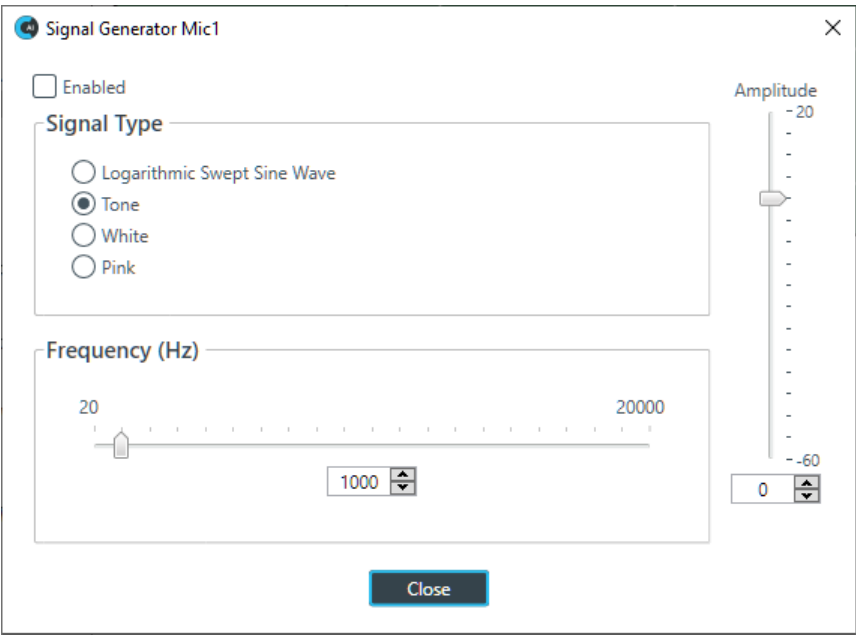 Signal Generator Mic1
Enabled
Amplitude
20
Signal Type
Logarithmic Swept Sine Wave
Tone
White
Pink
Frequency (Hz)
20
20000
1000
-60
0
Close